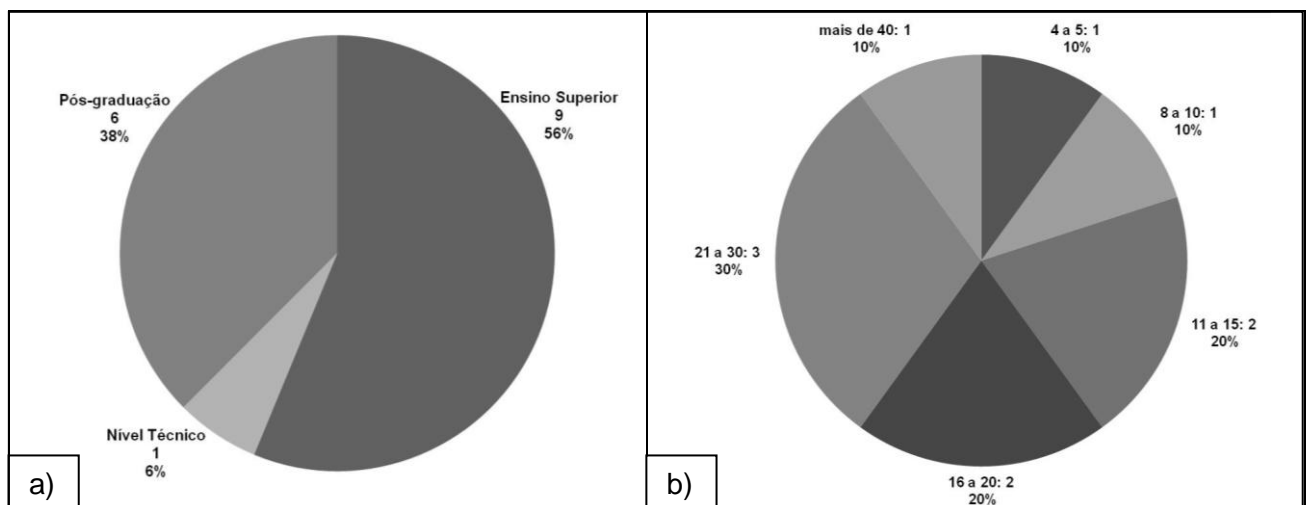 Pós-graduação
6
38%
Ensino Superior
9
56%
Nível Técnico
1
6%
a)
mais de 40: 1
10%
4 a 5: 1
10%
8 a 10: 1
10%
21 a 30: 3
30%
11 a 15: 2
20%
16 a 20: 2
20%
b)